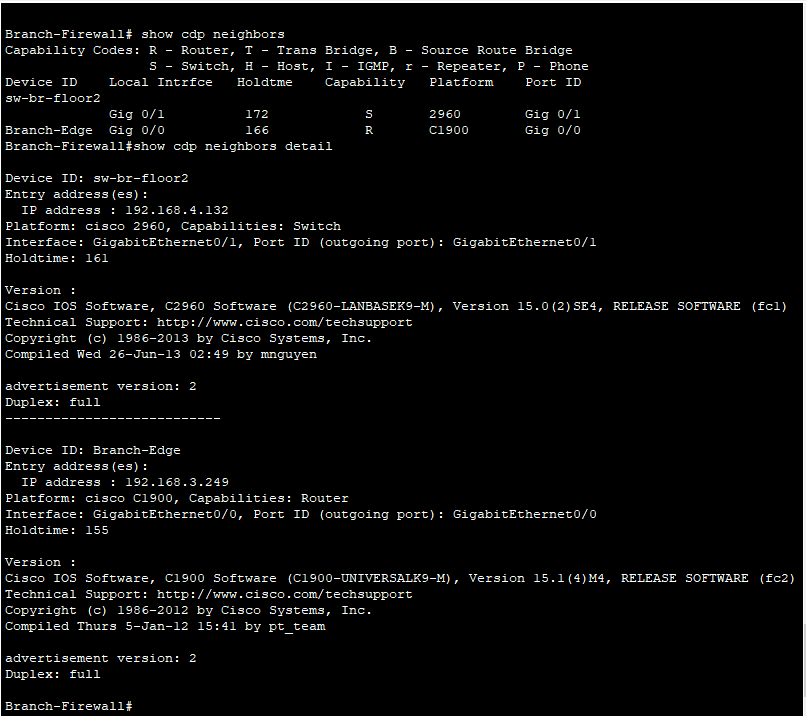 Branch-Firewall# show cdp neighbors
Capability Codes: R - Router, T - Trans Bridge, B - Source Route Bridge
                  S - Switch, H - Host, I - IGMP, r - Repeater, P - Phone
Device ID    Local Intrfce   Holdtme    Capability   Platform    Port ID
sw-br-floor2
             Gig 0/1          172            S       2960        Gig 0/1
Branch-Edge  Gig 0/0          166            R       C1900       Gig 0/0
Branch-Firewall#show cdp neighbors detail

Device ID: sw-br-floor2
Entry address(es):
  IP address : 192.168.4.132
Platform: cisco 2960, Capabilities: Switch
Interface: GigabitEthernet0/1, Port ID (outgoing port): GigabitEthernet0/1
Holdtime: 161

Version :
Cisco IOS Software, C2960 Software (C2960-LANBASEK9-M), Version 15.0(2)SE4, RELEASE SOFTWARE (fc1)
Technical Support: http://www.cisco.com/techsupport
Copyright (c) 1986-2013 by Cisco Systems, Inc.
Compiled Wed 26-Jun-13 02:49 by mnguyen

advertisement version: 2
Duplex: full
---------------------------

Device ID: Branch-Edge
Entry address(es):
  IP address : 192.168.3.249
Platform: cisco C1900, Capabilities: Router
Interface: GigabitEthernet0/0, Port ID (outgoing port): GigabitEthernet0/0
Holdtime: 155

Version :
Cisco IOS Software, C1900 Software (C1900-UNIVERSALK9-M), Version 15.1(4)M4, RELEASE SOFTWARE (fc2)
Technical Support: http://www.cisco.com/techsupport
Copyright (c) 1986-2012 by Cisco Systems, Inc.
Compiled Thurs 5-Jan-12 15:41 by pt_team

advertisement version: 2
Duplex: full

Branch-Firewall#